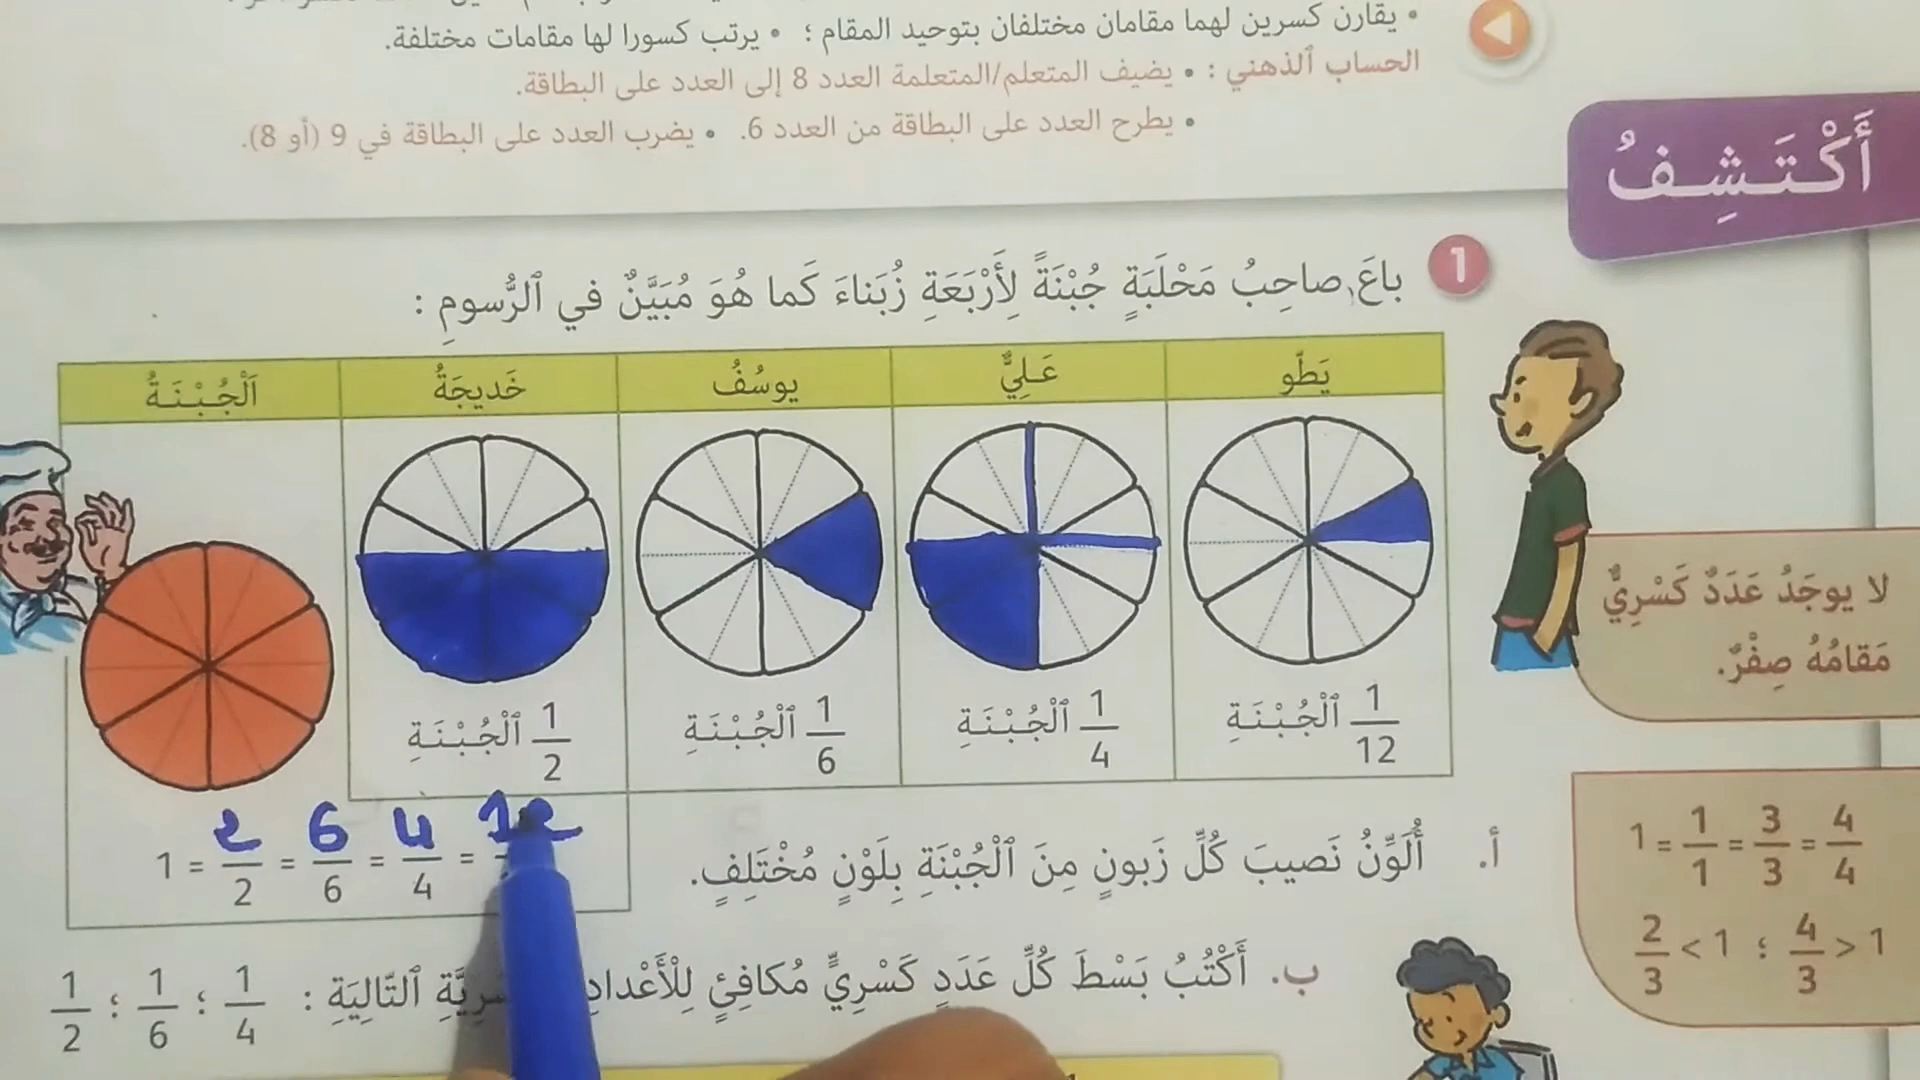 • يقارن كسرين لهما مقامان مختلفان بتوحيد المقام ؛ • يرتب كسورا لها مقامات مختلفة.
الحساب ٱلذهني : • يضيف المتعلم/المتعلمة العدد 8 إلى العدد على البطاقة.
• يطرح العدد على البطاقة من العدد 6. • يضرب العدد على البطاقة في 9 (أو 8).
أَكْتَشِفُ
1 باعَ صاحِبُ مَحْلَبَةٍ جُبْنَةً لِأَرْبَعَةِ زُبَناءَ كَما هُوَ مُبَيَّنٌ في ٱلرُّسومِ :
يَطّو عَلِيٌّ يوسُفُ خَديجَةُ اَلْجُبْنَةُ
1/12 ٱلْجُبْنَةِ 1/4 ٱلْجُبْنَةِ 1/6 ٱلْجُبْنَةِ 1/2 ٱلْجُبْنَةِ
1 = 2/2 = 6/6 = 4/4 = 12
لا يوجَدُ عَدَدٌ كَسْرِيٌّ
مَقامُهُ صِفْرٌ.
1 = 1/1 = 3/3 = 4/4
2/3 < 1 ؛ 4/3 > 1
أ. أُلَوِّنُ نَصيبَ كُلِّ زَبونٍ مِنَ ٱلْجُبْنَةِ بِلَوْنٍ مُخْتَلِفٍ.
ب. أَكْتُبُ بَسْطَ كُلِّ عَدَدٍ كَسْرِيٍّ مُكافِئٍ لِلْأَعْدادِ ٱلتّالِيَةِ : 1/4 ؛ 1/6 ؛ 1/2